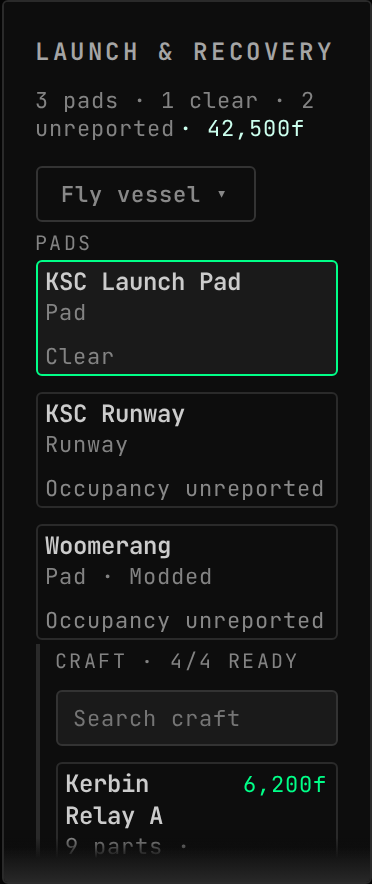 LAUNCH & RECOVERY
3 pads · 1 clear · 2
unreported · 42,500f
Fly vessel ▾
PADS
KSC Launch Pad
Pad
Clear
KSC Runway
Runway
Occupancy unreported
Woomerang
Pad · Modded
Occupancy unreported
CRAFT · 4/4 READY
Search craft
Kerbin 6,200f
Relay A
9 parts ·